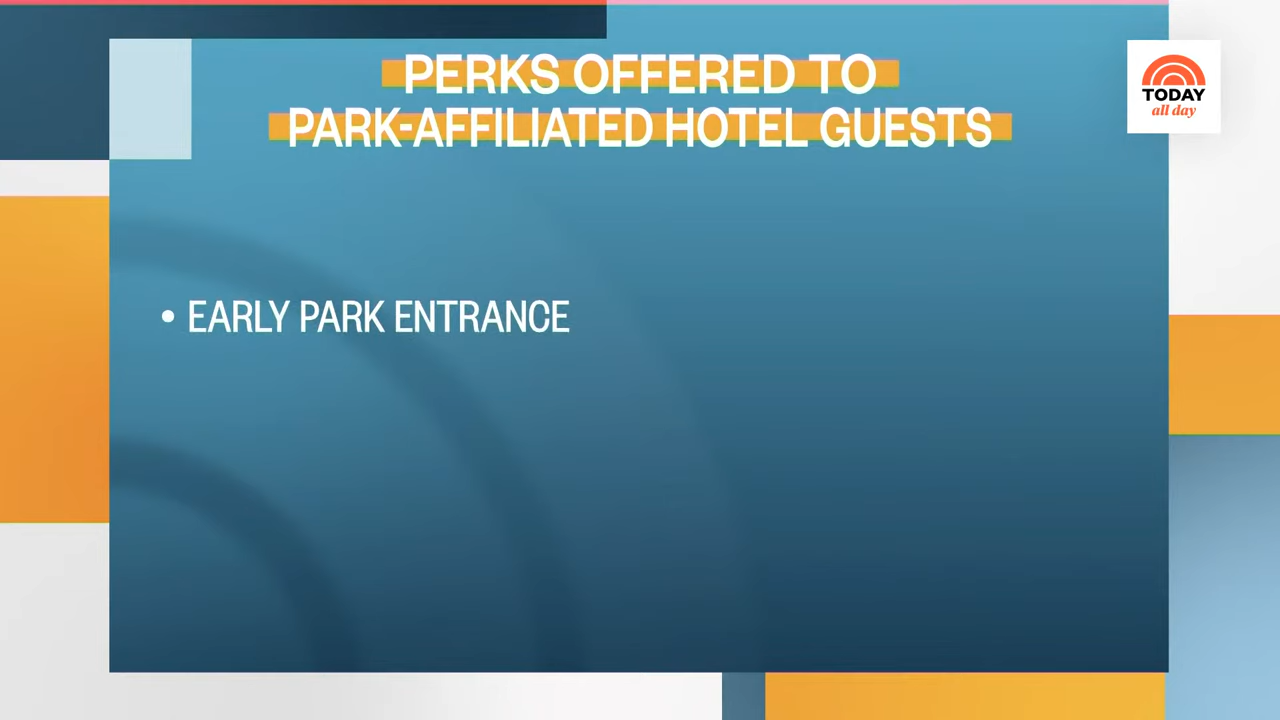 PERKS OFFERED TO
PARK-AFFILIATED HOTEL GUESTS
TODAY
all day
• EARLY PARK ENTRANCE